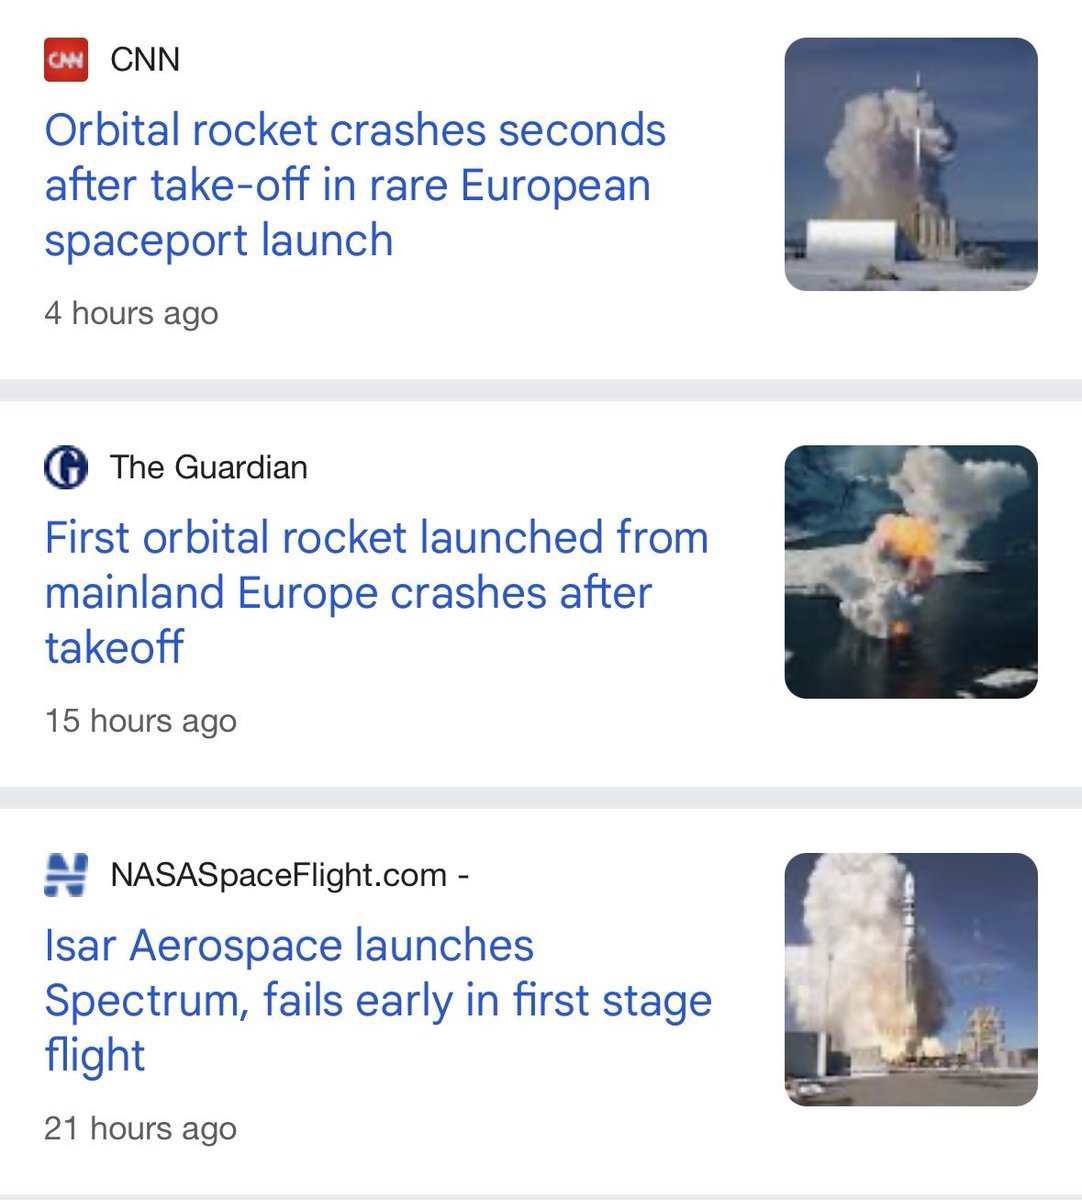 CNN
CNN
Orbital rocket crashes seconds
after take-off in rare European
spaceport launch
4 hours ago
G
The Guardian
First orbital rocket launched from
mainland Europe crashes after
takeoff
15 hours ago
N
NASASpaceFlight.com -
Isar Aerospace launches
Spectrum, fails early in first stage
flight
21 hours ago